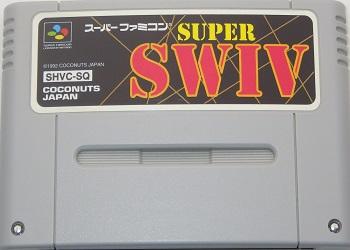 スーパーファミコン
SUPER
SWIV
©1992 COCONUTS JAPAN
SHVC-SQ
COCONUTS
JAPAN